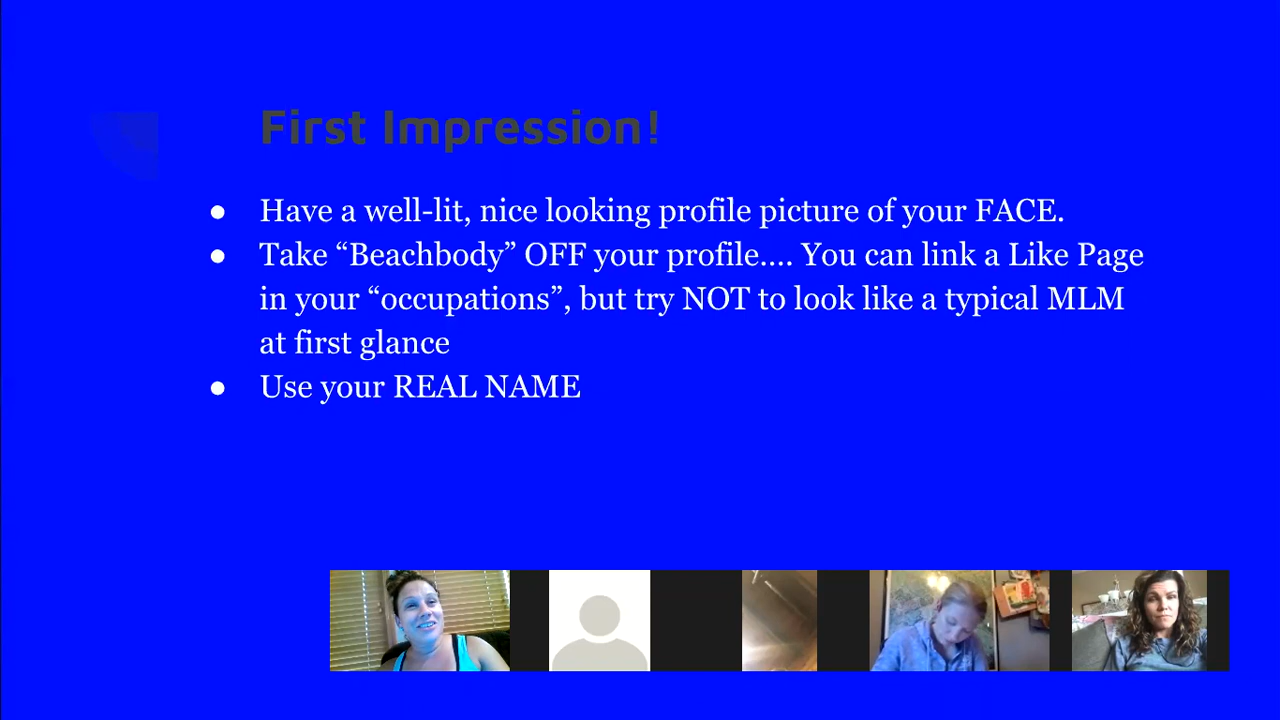 First Impression!
● Have a well-lit, nice looking profile picture of your FACE.
● Take “Beachbody” OFF your profile.... You can link a Like Page
in your “occupations”, but try NOT to look like a typical MLM
at first glance
● Use your REAL NAME